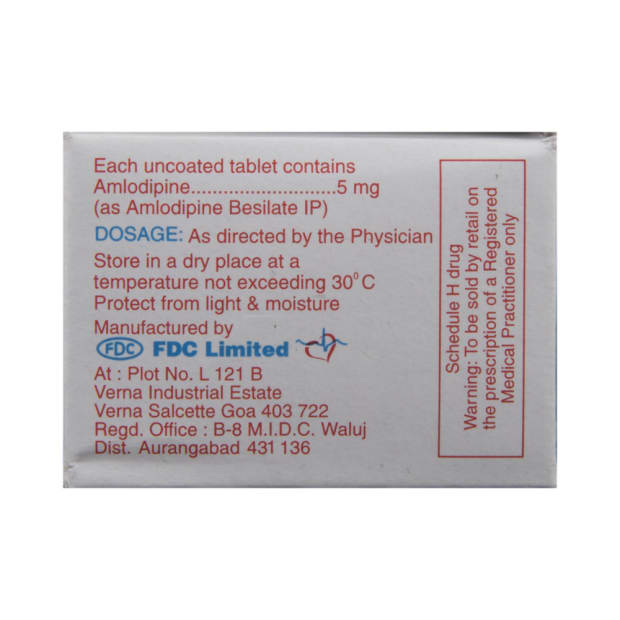 Each uncoated tablet contains
Amlodipine............................5 mg
(as Amlodipine Besilate IP)
DOSAGE: As directed by the Physician
Store in a dry place at a
temperature not exceeding 30⁰ C
Protect from light & moisture
Manufactured by
FDC FDC Limited
At : Plot No. L 121 B
Verna Industrial Estate
Verna Salcette Goa 403 722
Regd. Office : B-8 M.I.D.C. Waluj
Dist. Aurangabad 431 136
Schedule H drug
Warning: To be sold by retail on
the prescription of a Registered
Medical Practitioner only